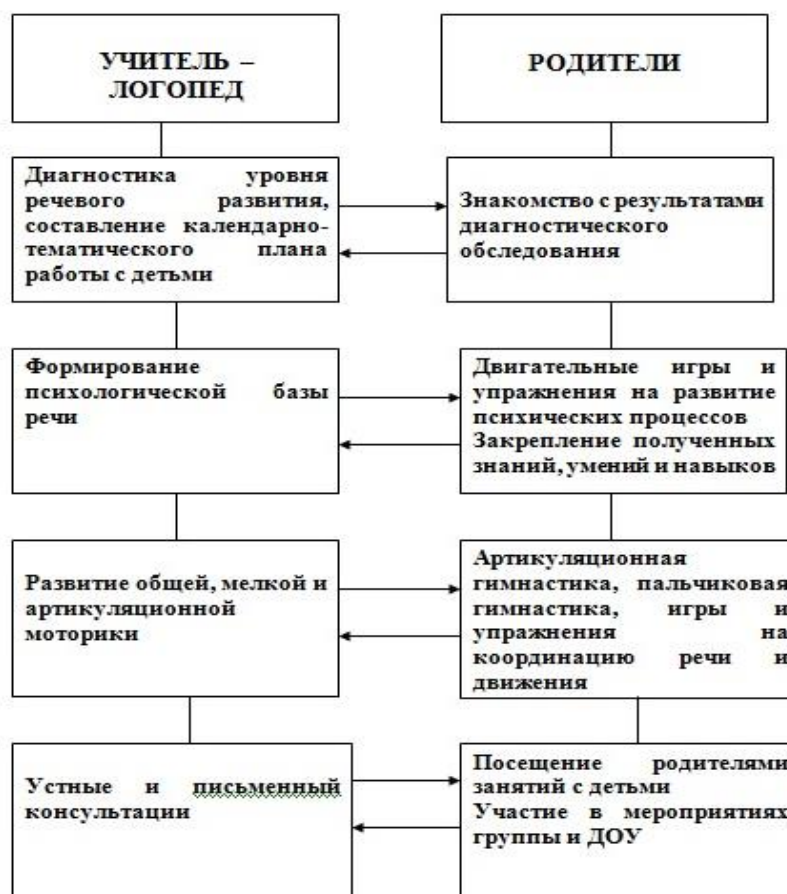 УЧИТЕЛЬ –
ЛОГОПЕД
РОДИТЕЛИ
Диагностика уровня
речевого развития,
составление календарно-
тематического плана
работы с детьми
Знакомство с результатами
диагностического
обследования
Формирование
психологической базы
речи
Двигательные игры и
упражнения на развитие
психических процессов
Закрепление полученных
знаний, умений и навыков
Развитие общей, мелкой и
артикуляционной
моторики
Артикуляционная
гимнастика, пальчиковая
гимнастика, игры и
упражнения на
координацию речи и
движения
Устные и письменный
консультации
Посещение родителями
занятий с детьми
Участие в мероприятиях
группы и ДОУ